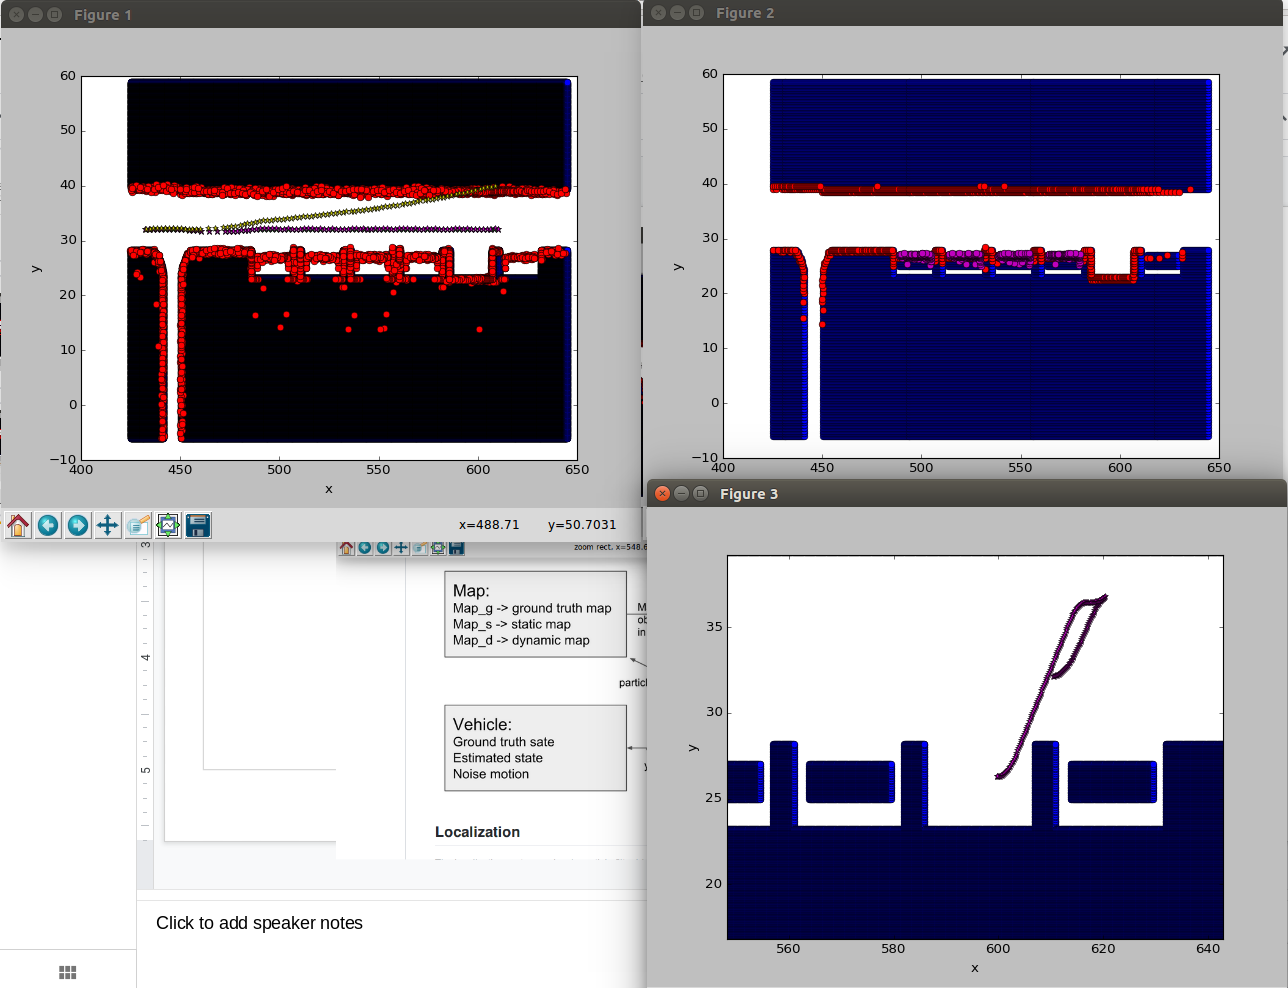 Figure 1
60
50
40
30
20
10
0
−10
400
450
500
550
600
650
y
x
x=488.71 y=50.7031
Figure 2
60
50
40
30
20
10
0
−10
400
450
500
550
600
650
y
Figure 3
35
30
25
20
560
580
600
620
640
y
x
zoom rect. x=548.6
3
4
5
Map:
Map_g -> ground truth map
Map_s -> static map
Map_d -> dynamic map
in
Vehicle:
Ground truth sate
Estimated state
Noise motion
Localization
Click to add speaker notes